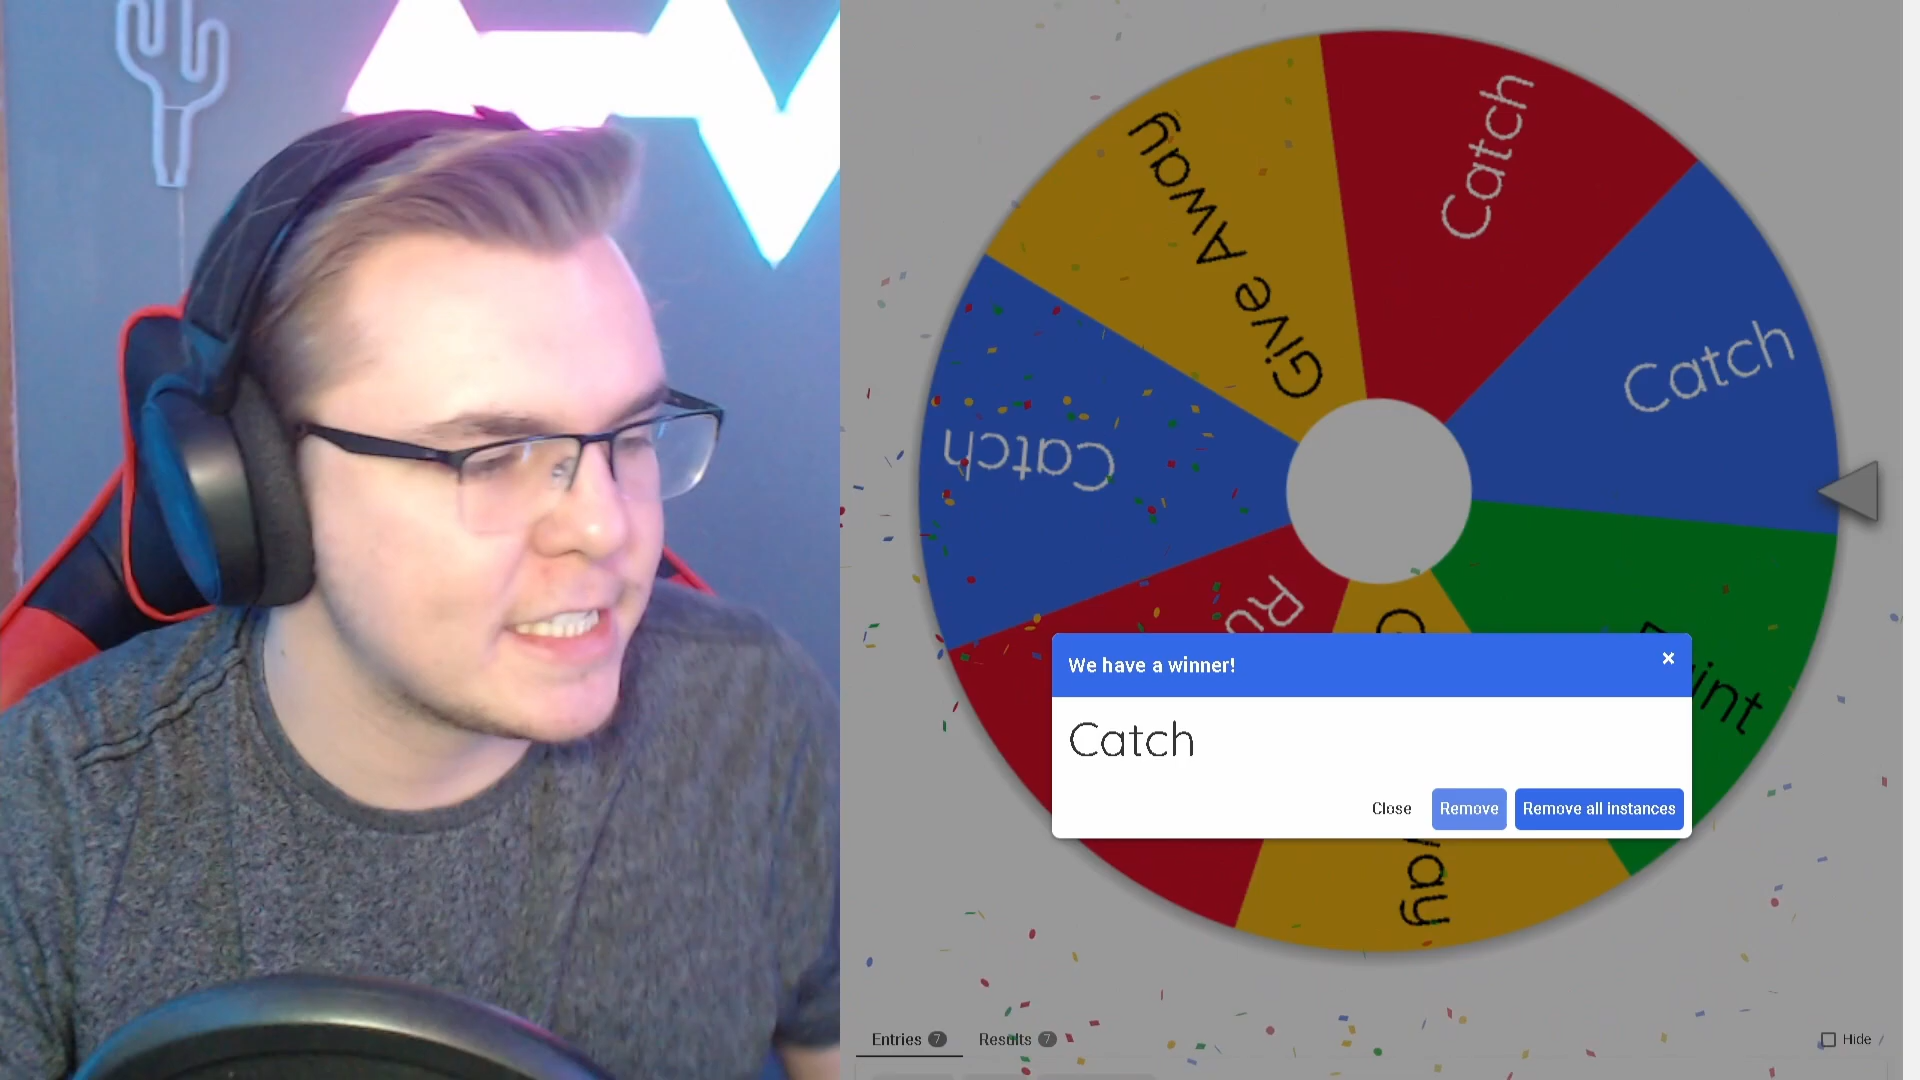 Catch
Give Away
Catch
Catch
We have a winner!
×
Catch
Close
Remove
Remove all instances
Entries 7
Results 7
Hide